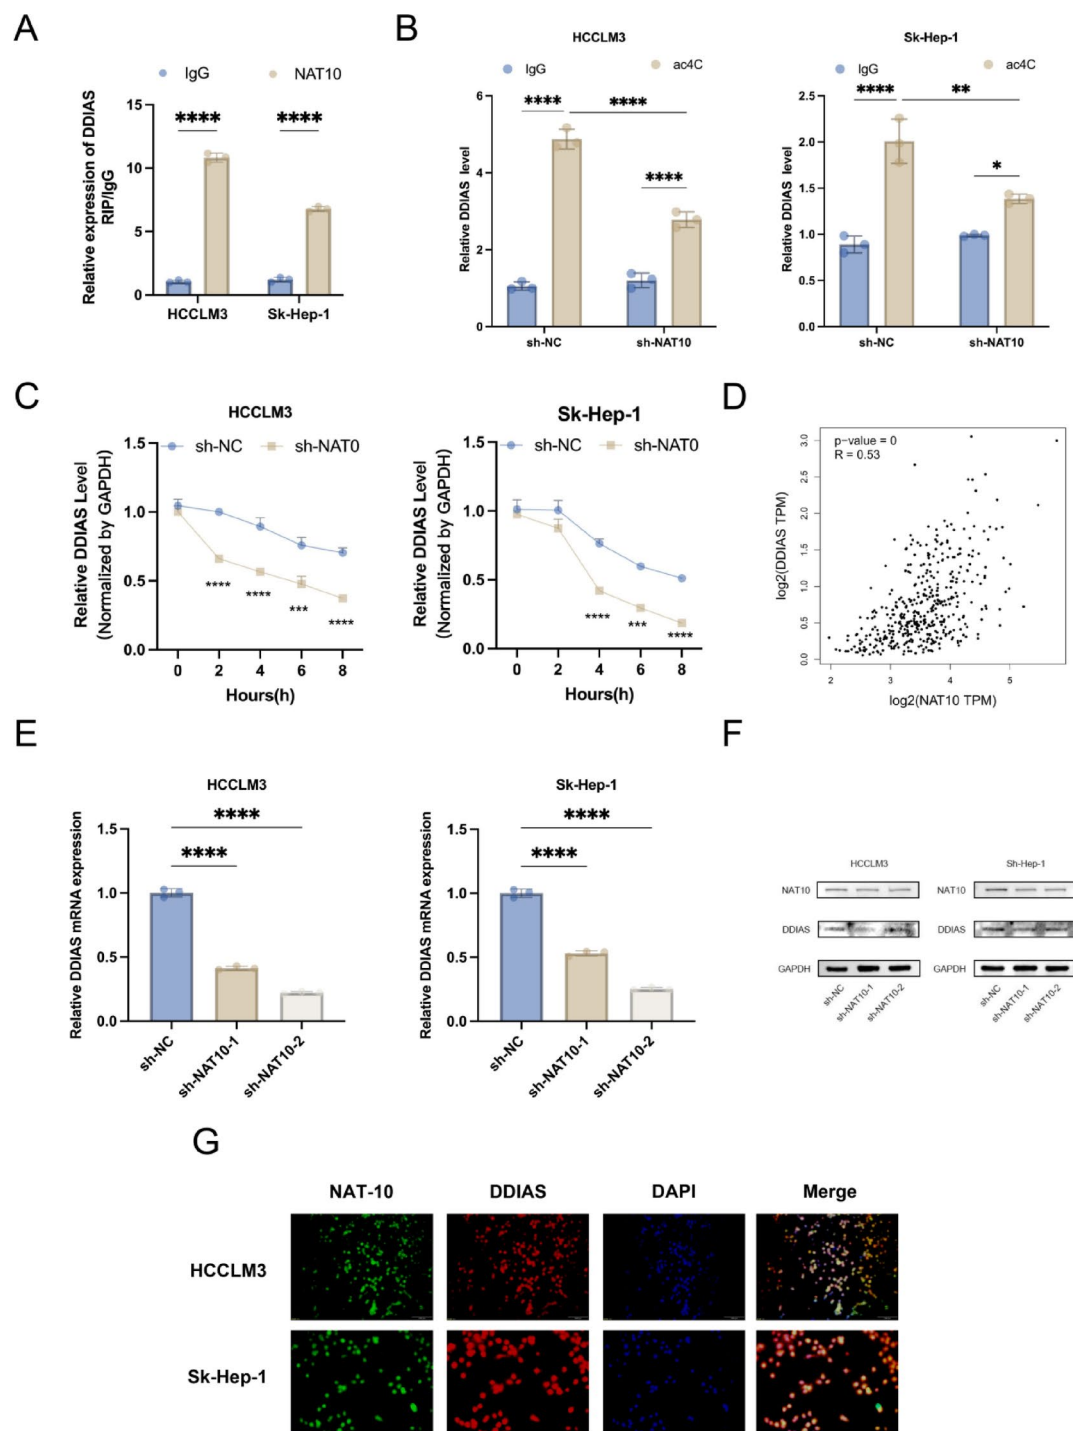 A
IgG NAT10
Relative expression of DDIAS
RIP/IgG
15
10
5
0
**** ****
HCCLM3 Sk-Hep-1
B
HCCLM3
IgG ac4C
Relative DDIAS level
6
4
2
0
**** ****
****
sh-NC sh-NAT10
Sk-Hep-1
IgG ac4C
Relative DDIAS level
2.5
2.0
1.5
1.0
0.5
0.0
**** **
*
sh-NC sh-NAT10
C
HCCLM3
sh-NC sh-NAT0
Relative DDIAS Level
(Normalized by GAPDH)
1.5
1.0
0.5
0.0
**** **** *** ****
0 2 4 6 8
Hours(h)
Sk-Hep-1
sh-NC sh-NAT0
Relative DDIAS Level
(Normalized by GAPDH)
1.5
1.0
0.5
0.0
**** *** ****
0 2 4 6 8
Hours(h)
D
p-value = 0
R = 0.53
log2(DDIAS TPM)
3.0
2.5
2.0
1.5
1.0
0.5
0.0
2 3 4 5
log2(NAT10 TPM)
E
HCCLM3
Relative DDIAS mRNA expression
1.5
1.0
0.5
0.0
****
****
sh-NC sh-NAT10-1 sh-NAT10-2
Sk-Hep-1
Relative DDIAS mRNA expression
1.5
1.0
0.5
0.0
****
****
sh-NC sh-NAT10-1 sh-NAT10-2
F
HCCLM3
NAT10
DDIAS
GAPDH
sh-NC sh-NAT10-1 sh-NAT10-2
Sh-Hep-1
NAT10
DDIAS
GAPDH
sh-NC sh-NAT10-1 sh-NAT10-2
G
NAT-10 DDIAS DAPI Merge
HCCLM3
Sk-Hep-1